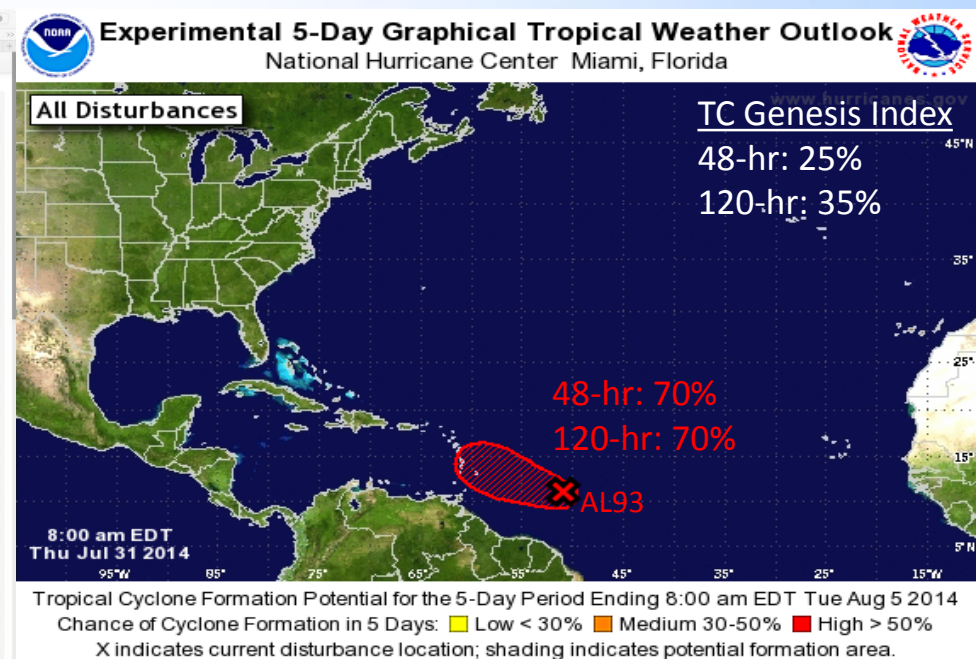 Experimental 5-Day Graphical Tropical Weather Outlook
National Hurricane Center Miami, Florida
NOAA
NATIONAL WEATHER SERVICE
All Disturbances
www.hurricanes.gov
TC Genesis Index
48-hr: 25%
120-hr: 35%
45°N
35°
25°
15°
5°N
48-hr: 70%
120-hr: 70%
AL93
8:00 am EDT
Thu Jul 31 2014
95°W 85° 75° 65° 55° 45° 35° 25° 15°W
Tropical Cyclone Formation Potential for the 5-Day Period Ending 8:00 am EDT Tue Aug 5 2014
Chance of Cyclone Formation in 5 Days: Low < 30% Medium 30-50% High > 50%
X indicates current disturbance location; shading indicates potential formation area.